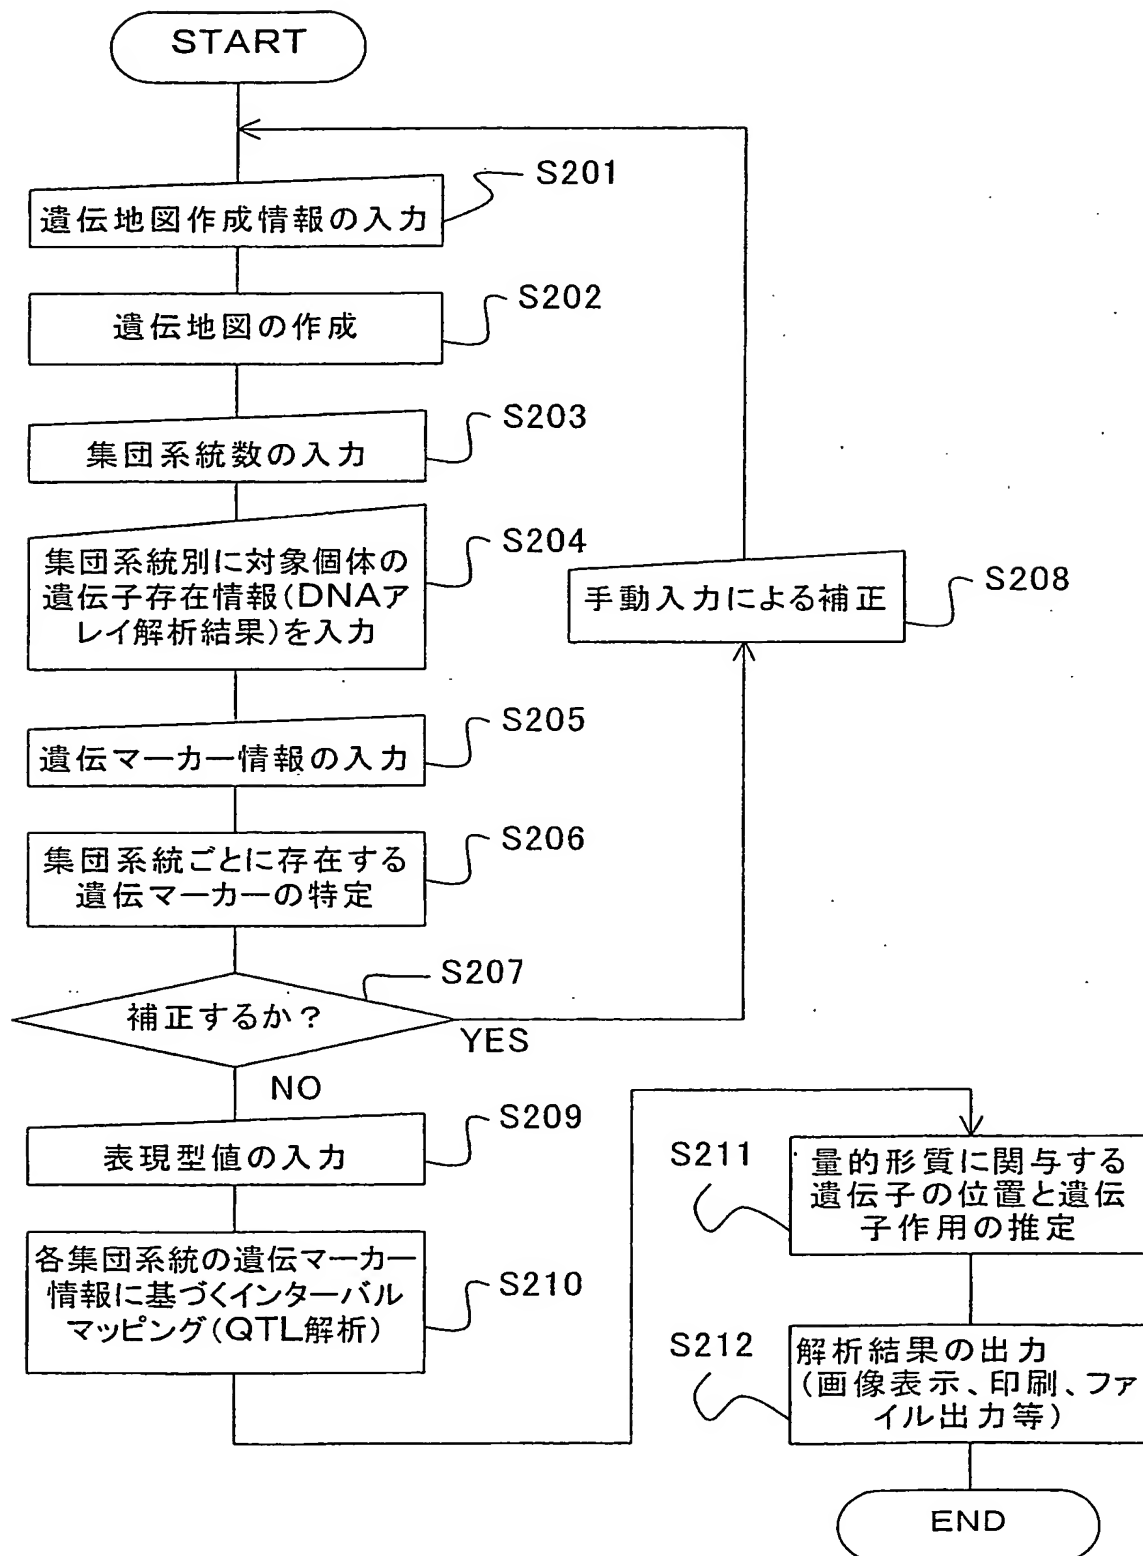 START
S201
遺伝地図作成情報の入力
S202
遺伝地図の作成
S203
集団系統数の入力
S204
集団系統別に対象個体の
遺伝子存在情報(DNAア
レイ解析結果)を入力
S208
手動入力による補正
S205
遺伝マーカー情報の入力
S206
集団系統ごとに存在する
遺伝マーカーの特定
S207
補正するか?
YES
NO
S209
表現型値の入力
S210
各集団系統の遺伝マーカー
情報に基づくインターバル
マッピング(QTL解析)
S211
量的形質に関与する
遺伝子の位置と遺伝
子作用の推定
S212
解析結果の出力
(画像表示、印刷、ファ
イル出力等)
END